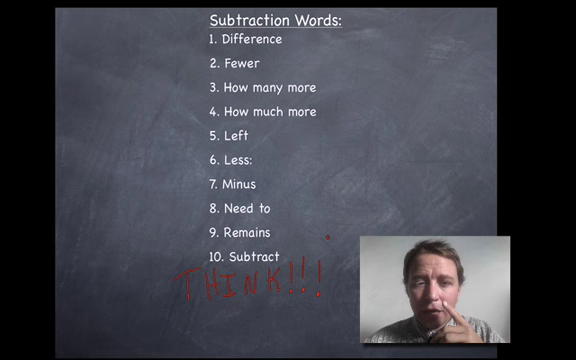 Subtraction Words:
1. Difference
2. Fewer
3. How many more
4. How much more
5. Left
6. Less:
7. Minus
8. Need to
9. Remains
10. Subtract
THINK!!!